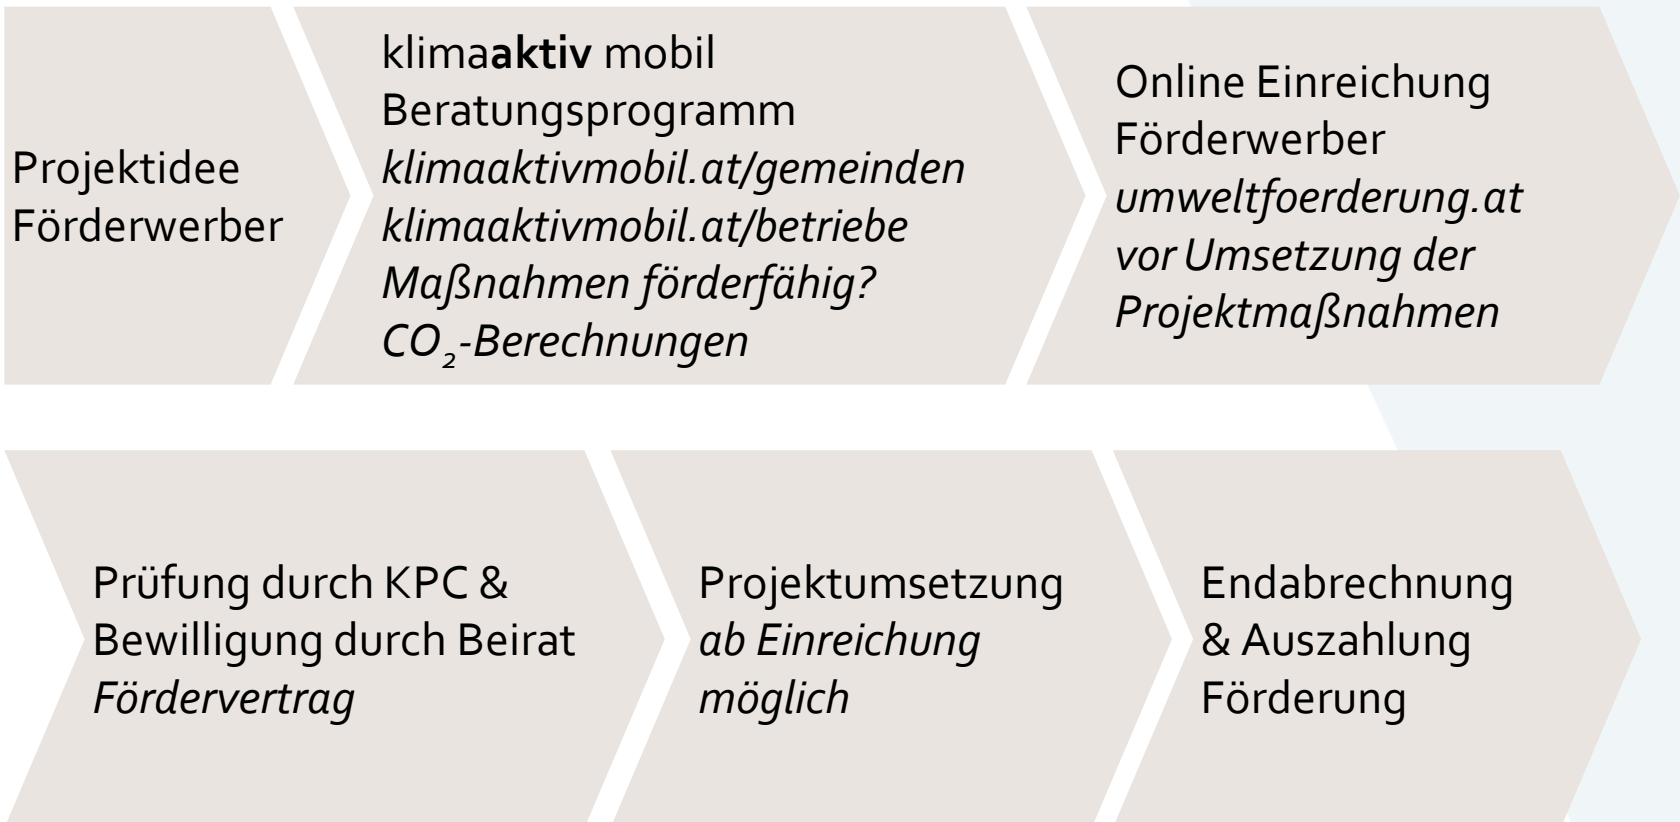 Projektidee
Förderwerber
klimaaktiv mobil
Beratungsprogramm
klimaaktivmobil.at/gemeinden
klimaaktivmobil.at/betriebe
Maßnahmen förderfähig?
CO₂-Berechnungen
Online Einreichung
Förderwerber
umweltfoerderung.at
vor Umsetzung der
Projektmaßnahmen
Prüfung durch KPC &
Bewilligung durch Beirat
Fördervertrag
Projektumsetzung
ab Einreichung
möglich
Endabrechnung
& Auszahlung
Förderung